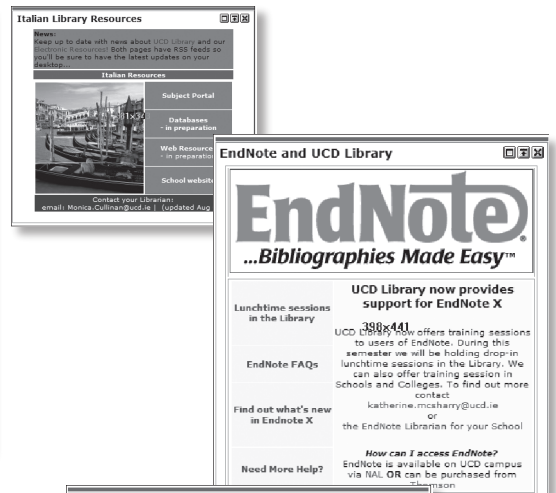 Italian Library Resources
News:
Keep up to date with news about UCD Library and our
Electronic Resources! Both pages have RSS feeds so
you'll be sure to have the latest updates on your
desktop...
Italian Resources
Subject Portal
Databases
- in preparation
Web Resource
- in preparation
School website
Contact your Librarian:
email: Monica.Cullinan@ucd.ie | (updated Aug
EndNote and UCD Library
EndNote
...Bibliographies Made Easy™
Lunchtime sessions
in the Library
EndNote FAQs
Find out what's new
in Endnote X
Need More Help?
UCD Library now provides
support for EndNote X
398x441
UCD Library now offers training sessions
to users of EndNote. During this
semester we will be holding drop-in
lunchtime sessions in the Library. We
can also offer training session in
Schools and Colleges. To find out more
contact
katherine.mcsharry@ucd.ie
or
the EndNote Librarian for your School
How can I access EndNote?
EndNote is available on UCD campus
via NAL OR can be purchased from
Thomson